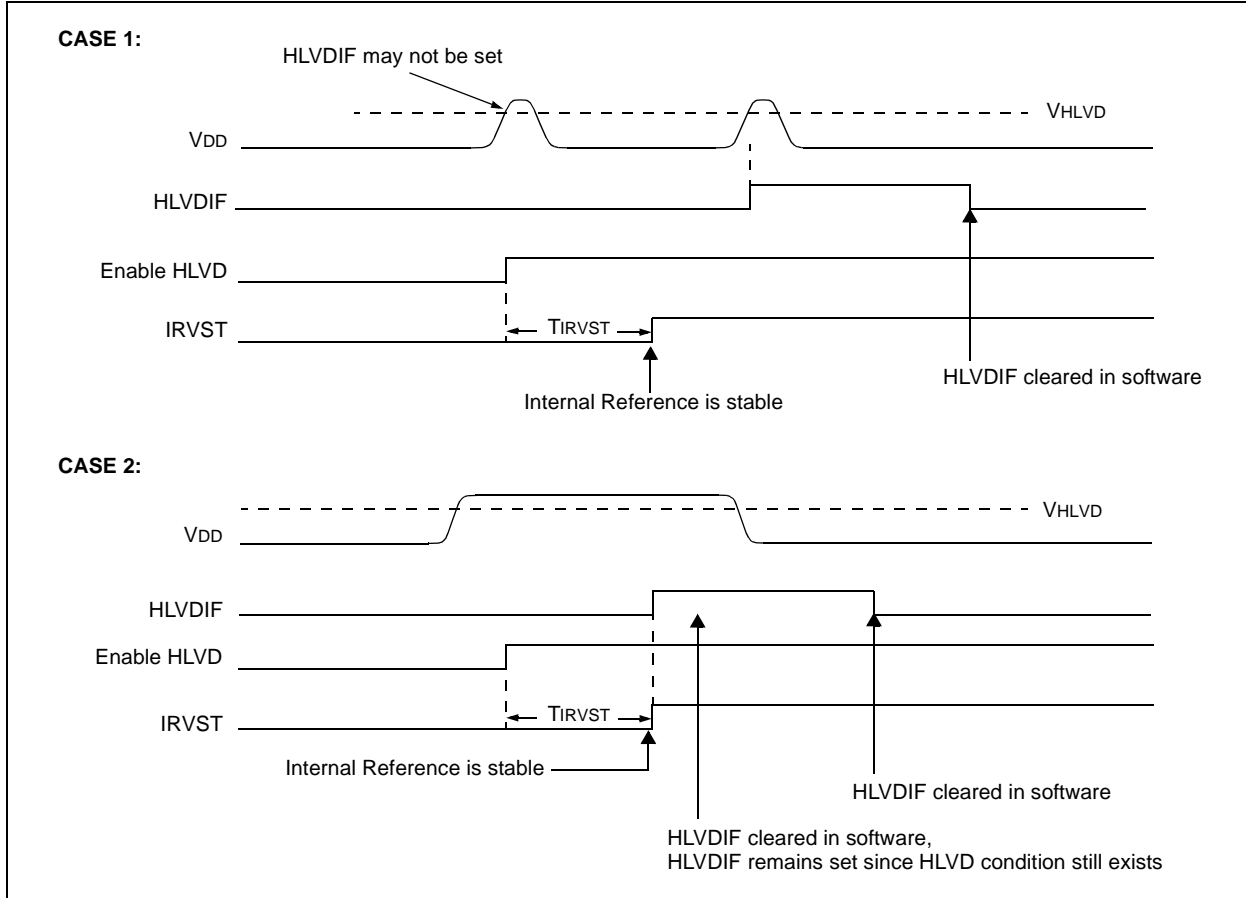 CASE 1:
HLVDIF may not be set
VHLVD
VDD
HLVDIF
Enable HLVD
TIRVST
IRVST
HLVDIF cleared in software
Internal Reference is stable
CASE 2:
VHLVD
VDD
HLVDIF
Enable HLVD
TIRVST
IRVST
Internal Reference is stable
HLVDIF cleared in software
HLVDIF cleared in software,
HLVDIF remains set since HLVD condition still exists